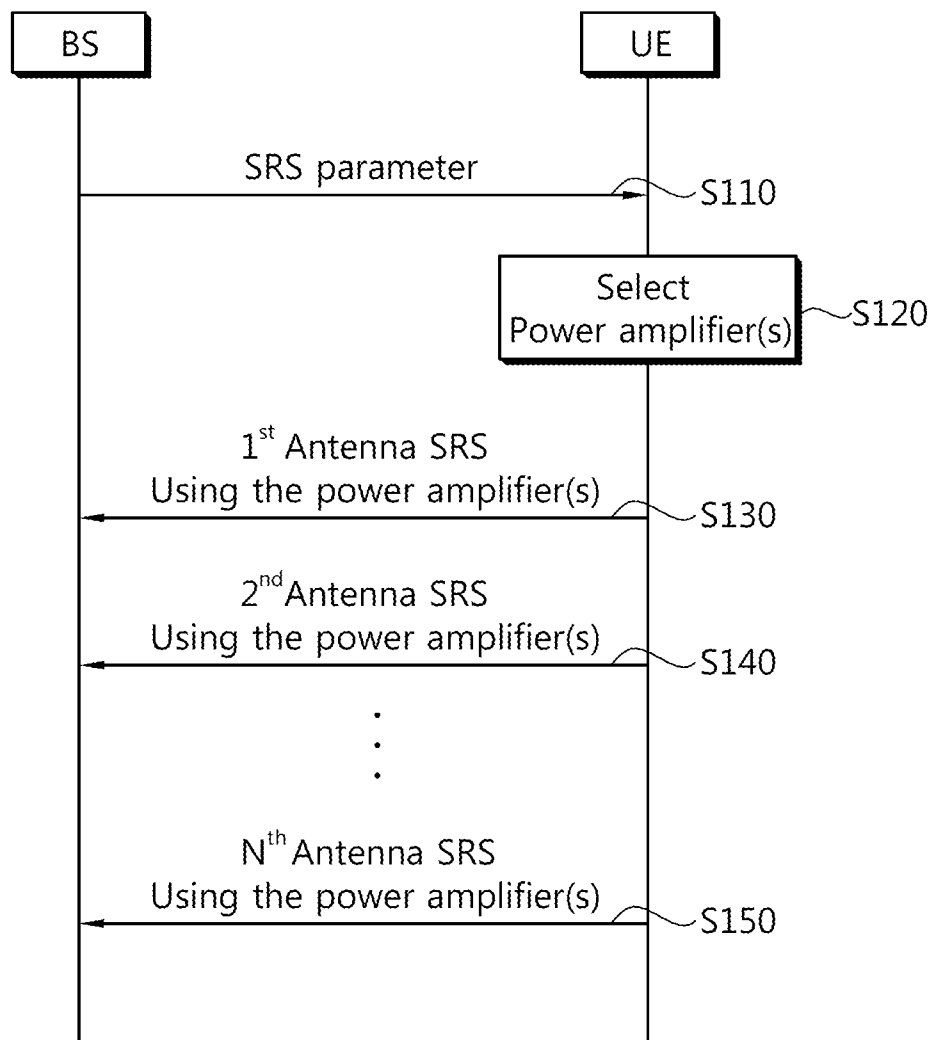 BS
UE
SRS parameter
S110
Select
Power amplifier(s)
S120
1st Antenna SRS
Using the power amplifier(s)
S130
2nd Antenna SRS
Using the power amplifier(s)
S140
Nth Antenna SRS
Using the power amplifier(s)
S150